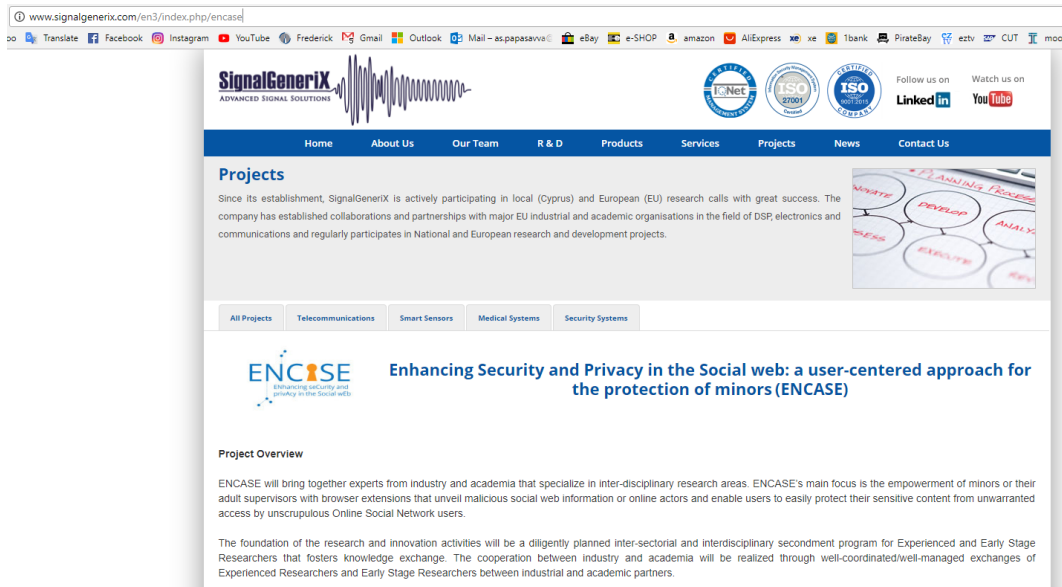 www.signalgenerix.com/en3/index.php/encase
oo Translate Facebook Instagram YouTube Frederick Gmail Outlook Mail – as.papasavva eBay e-SHOP amazon AliExpress xe 1bank PirateBay eztv CUT moo
SignalGeneriX
ADVANCED SIGNAL SOLUTIONS
CERTIFIED
IQNet
MANAGEMENT SYSTEM
ISO
27001
Certified
CERTIFIED
ISO
9001:2015
COMPANY
Follow us on
Linked in
Watch us on
YouTube
Home About Us Our Team R & D Products Services Projects News Contact Us
Projects
Since its establishment, SignalGeneriX is actively participating in local (Cyprus) and European (EU) research calls with great success. The
company has established collaborations and partnerships with major EU industrial and academic organisations in the field of DSP, electronics and
communications and regularly participates in National and European research and development projects.
PLANNING PROCESS
DEVELOP
EXECUTE
All Projects Telecommunications Smart Sensors Medical Systems Security Systems
ENCASE
ENhancing seCurity and
privAcy in the Social wEb
Enhancing Security and Privacy in the Social web: a user-centered approach for
the protection of minors (ENCASE)
Project Overview
ENCASE will bring together experts from industry and academia that specialize in inter-disciplinary research areas. ENCASE's main focus is the empowerment of minors or their
adult supervisors with browser extensions that unveil malicious social web information or online actors and enable users to easily protect their sensitive content from unwarranted
access by unscrupulous Online Social Network users.
The foundation of the research and innovation activities will be a diligently planned inter-sectorial and interdisciplinary secondment program for Experienced and Early Stage
Researchers that fosters knowledge exchange. The cooperation between industry and academia will be realized through well-coordinated/well-managed exchanges of
Experienced Researchers and Early Stage Researchers between industrial and academic partners.